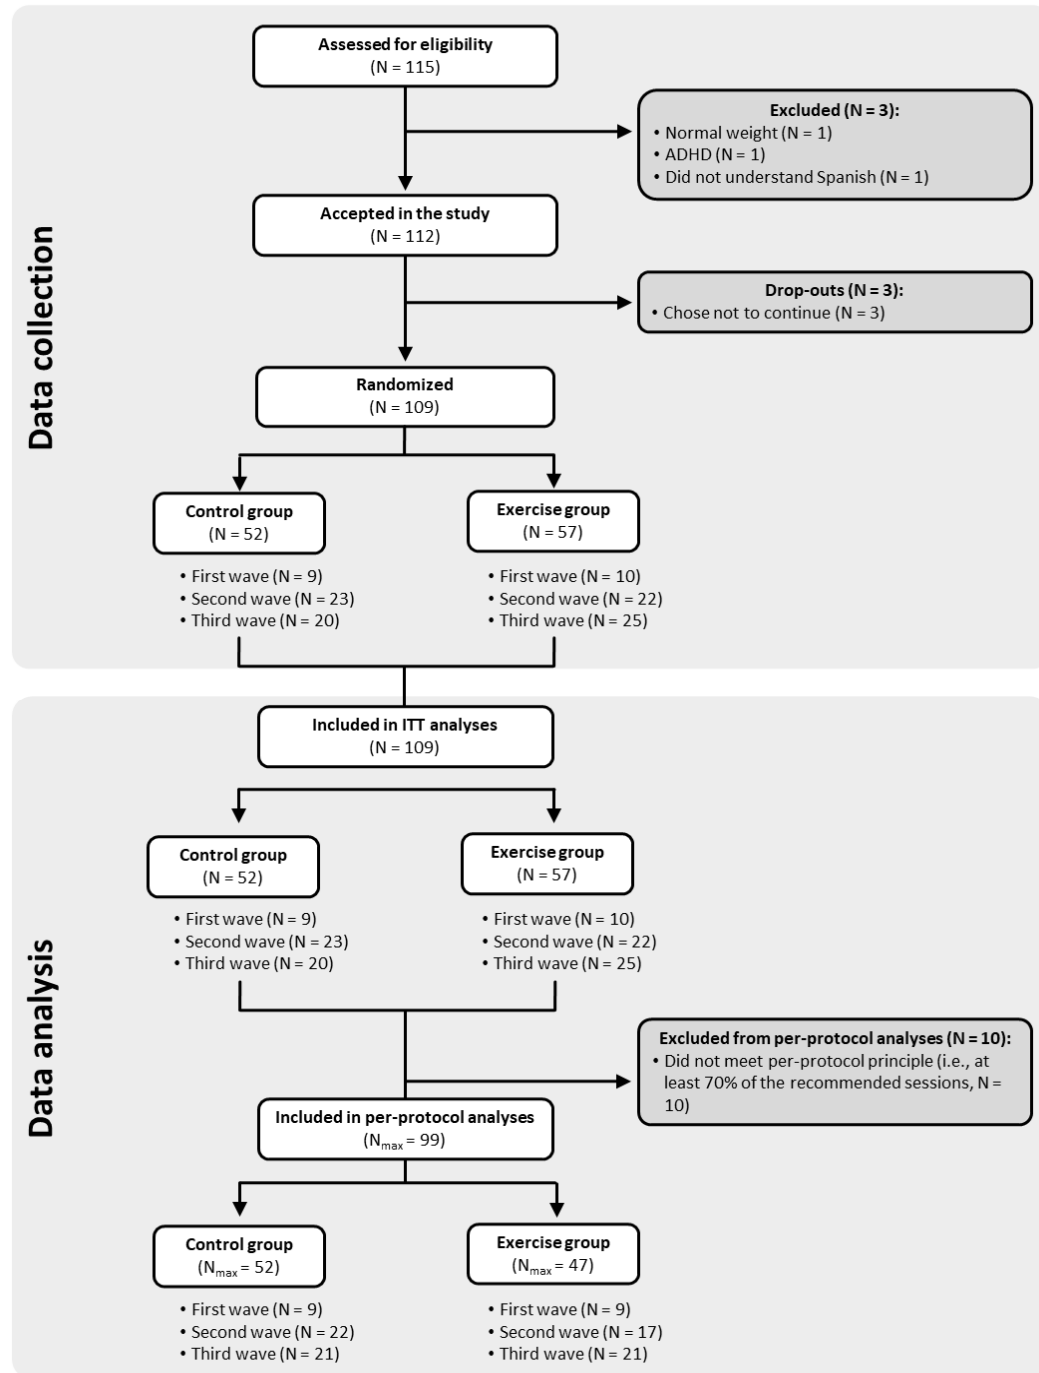 Data collection
Assessed for eligibility
(N = 115)
Excluded (N = 3):
• Normal weight (N = 1)
• ADHD (N = 1)
• Did not understand Spanish (N = 1)
Accepted in the study
(N = 112)
Drop-outs (N = 3):
• Chose not to continue (N = 3)
Randomized
(N = 109)
Control group
(N = 52)
• First wave (N = 9)
• Second wave (N = 23)
• Third wave (N = 20)
Exercise group
(N = 57)
• First wave (N = 10)
• Second wave (N = 22)
• Third wave (N = 25)
Data analysis
Included in ITT analyses
(N = 109)
Control group
(N = 52)
• First wave (N = 9)
• Second wave (N = 23)
• Third wave (N = 20)
Exercise group
(N = 57)
• First wave (N = 10)
• Second wave (N = 22)
• Third wave (N = 25)
Excluded from per-protocol analyses (N = 10):
• Did not meet per-protocol principle (i.e., at
least 70% of the recommended sessions, N =
10)
Included in per-protocol analyses
(Nmax = 99)
Control group
(Nmax = 52)
• First wave (N = 9)
• Second wave (N = 22)
• Third wave (N = 21)
Exercise group
(Nmax = 47)
• First wave (N = 9)
• Second wave (N = 17)
• Third wave (N = 21)